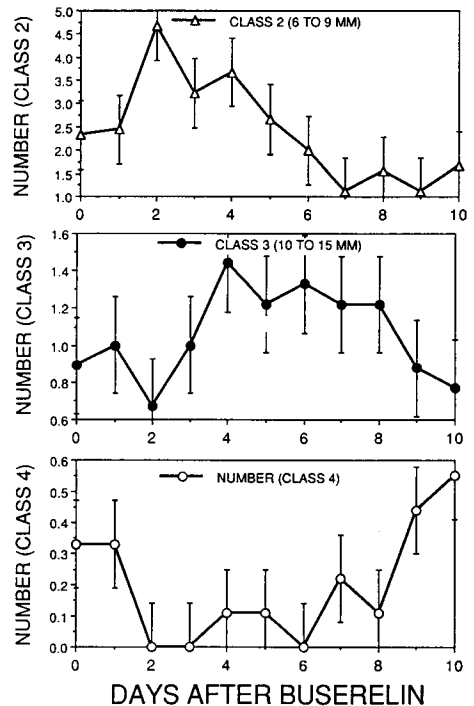 CLASS 2 (6 TO 9 MM)
NUMBER (CLASS 2)
5.0
4.5
4.0
3.5
3.0
2.5
2.0
1.5
1.0
0 2 4 6 8 10
CLASS 3 (10 TO 15 MM)
NUMBER (CLASS 3)
1.6
1.4
1.2
1.0
0.8
0.6
0 2 4 6 8 10
NUMBER (CLASS 4)
NUMBER (CLASS 4)
0.6
0.5
0.4
0.3
0.2
0.1
0.0
0 2 4 6 8 10
DAYS AFTER BUSERELIN